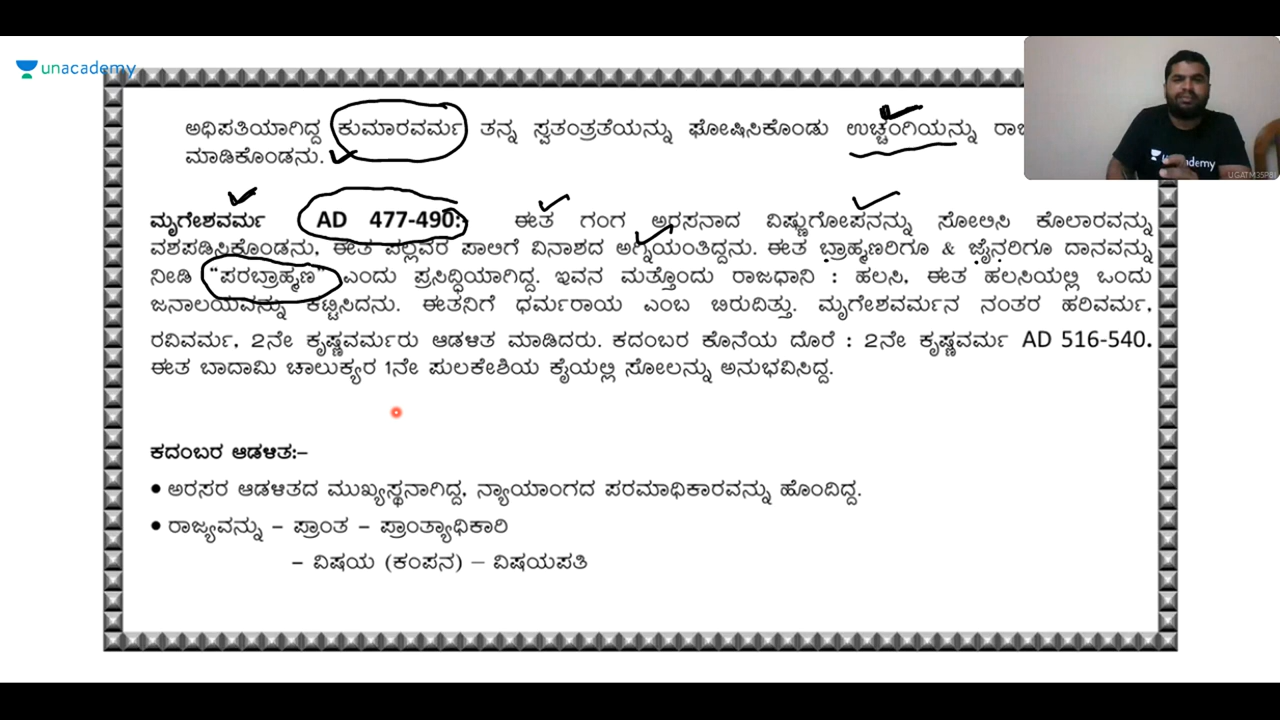 unacademy
ಅಧಿಪತಿಯಾಗಿದ್ದ ಕುಮಾರವರ್ಮ ತನ್ನ ಸ್ವತಂತ್ರತೆಯನ್ನು ಘೋಷಿಸಿಕೊಂಡು ಉಚ್ಚಂಗಿಯನ್ನು
ಮಾಡಿಕೊಂಡನು.
unacademy
UGATM35P8I
ಮೃಗೇಶವರ್ಮ AD 477-490: ಈತ ಗಂಗ ಅರಸನಾದ ವಿಷ್ಣುಗೋಪನನ್ನು ಸೋಲಿಸಿ ಕೊಲಾರವನ್ನು
ವಶಪಡಿಸಿಕೊಂಡನು, ಈತ ಪಲ್ಲವರ ಪಾಲಿಗೆ ವಿನಾಶದ ಅಗ್ನಿಯಂತಿದ್ದನು. ಈತ ಬ್ರಾಹ್ಮಣರಿಗೂ & ಜೈನರಿಗೂ ದಾನವನ್ನು
ನೀಡಿ "ಪರಬ್ರಾಹ್ಮಣ" ಎಂದು ಪ್ರಸಿದ್ಧಿಯಾಗಿದ್ದ. ಇವನ ಮತ್ತೊಂದು ರಾಜಧಾನಿ : ಹಲಸಿ, ಈತ ಹಲಸಿಯಲ್ಲಿ ಒಂದು
ಜನಾಲಯವನ್ನು ಕಟ್ಟಿಸಿದನು. ಈತನಿಗೆ ಧರ್ಮರಾಯ ಎಂಬ ಬಿರುದಿತ್ತು. ಮೃಗೇಶವರ್ಮನ ನಂತರ ಹರಿವರ್ಮ,
ರವಿವರ್ಮ, 2ನೇ ಕೃಷ್ಣವರ್ಮರು ಆಡಳಿತ ಮಾಡಿದರು. ಕದಂಬರ ಕೊನೆಯ ದೊರೆ : 2ನೇ ಕೃಷ್ಣವರ್ಮ AD 516-540.
ಈತ ಬಾದಾಮಿ ಚಾಲುಕ್ಯರ 1ನೇ ಪುಲಕೇಶಿಯ ಕೈಯಲ್ಲಿ ಸೋಲನ್ನು ಅನುಭವಿಸಿದ್ದ.
ಕದಂಬರ ಆಡಳಿತ:–
• ಅರಸರ ಆಡಳಿತದ ಮುಖ್ಯಸ್ಥನಾಗಿದ್ದ, ನ್ಯಾಯಾಂಗದ ಪರಮಾಧಿಕಾರವನ್ನು ಹೊಂದಿದ್ದ.
• ರಾಜ್ಯವನ್ನು – ಪ್ರಾಂತ – ಪ್ರಾಂತ್ಯಾಧಿಕಾರಿ
– ವಿಷಯ (ಕಂಪನ) – ವಿಷಯಪತಿ